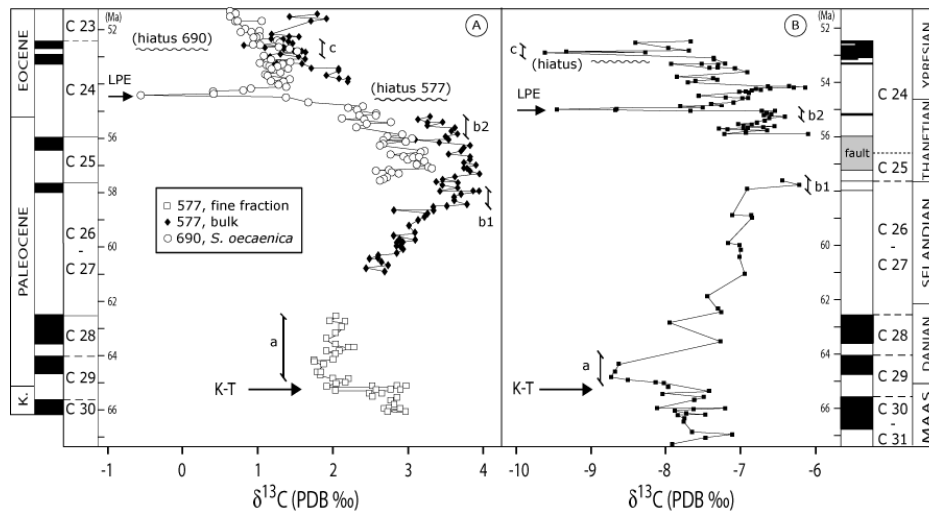 EOCENE
PALEOCENE
K.
C 23
C 24
C 25
C 26
-
C 27
C 28
C 29
C 30
(Ma)
52
54
56
58
60
62
64
66
A
(hiatus 690)
c
LPE
(hiatus 577)
b2
b1
577, fine fraction
577, bulk
690, S. oecaenica
a
K-T
-1 0 1 2 3 4
δ13C (PDB ‰)
(Ma)
52
54
56
58
60
62
64
66
B
c
(hiatus)
LPE
b2
b1
a
K-T
-10 -9 -8 -7 -6
δ13C (PDB ‰)
fault
C 24
C 25
C 26
-
C 27
C 28
C 29
C 30
-
C 31
YPRESIAN
THANETIAN
SELANDIAN
DANIAN
MAAS